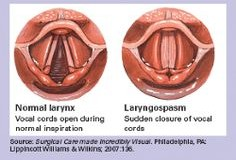 Normal larynx
Vocal cords open during
normal inspiration
Laryngospasm
Sudden closure of vocal
cords
Source: Surgical Care made Incredibly Visual. Philadelphia, PA:
Lippincott Williams & Wilkins; 2007:136.